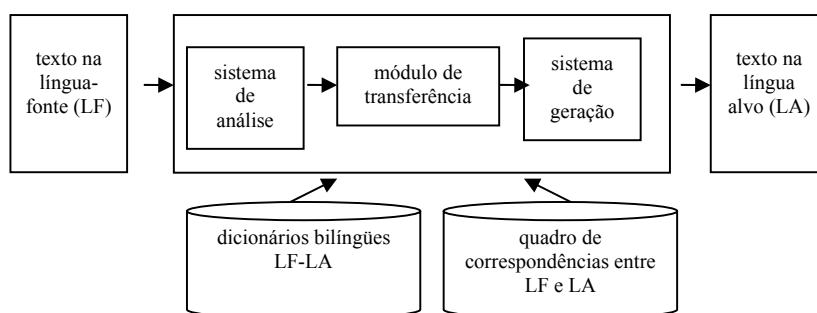 texto na
língua-
fonte (LF)
sistema
de
análise
módulo de
transferência
sistema
de
geração
texto na
língua
alvo (LA)
dicionários bilíngües
LF-LA
quadro de
correspondências entre
LF e LA